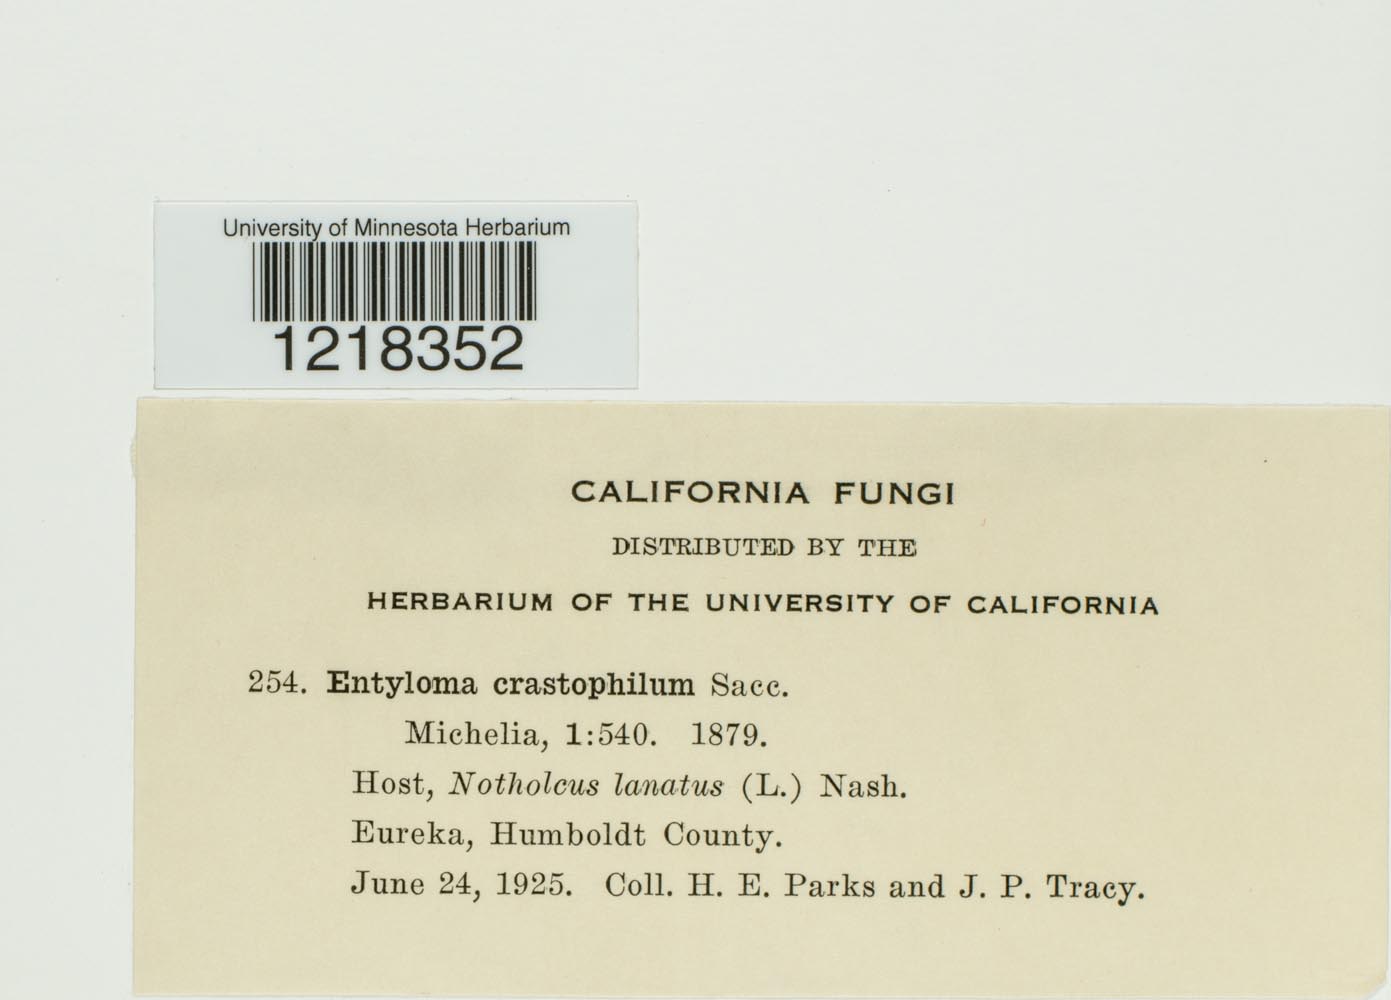 University of Minnesota Herbarium
1218352
CALIFORNIA FUNGI
DISTRIBUTED BY THE
HERBARIUM OF THE UNIVERSITY OF CALIFORNIA
254. Entyloma crastophilum Sacc.
Michelia, 1:540. 1879.
Host, Notholcus lanatus (L.) Nash.
Eureka, Humboldt County.
June 24, 1925. Coll. H. E. Parks and J. P. Tracy.